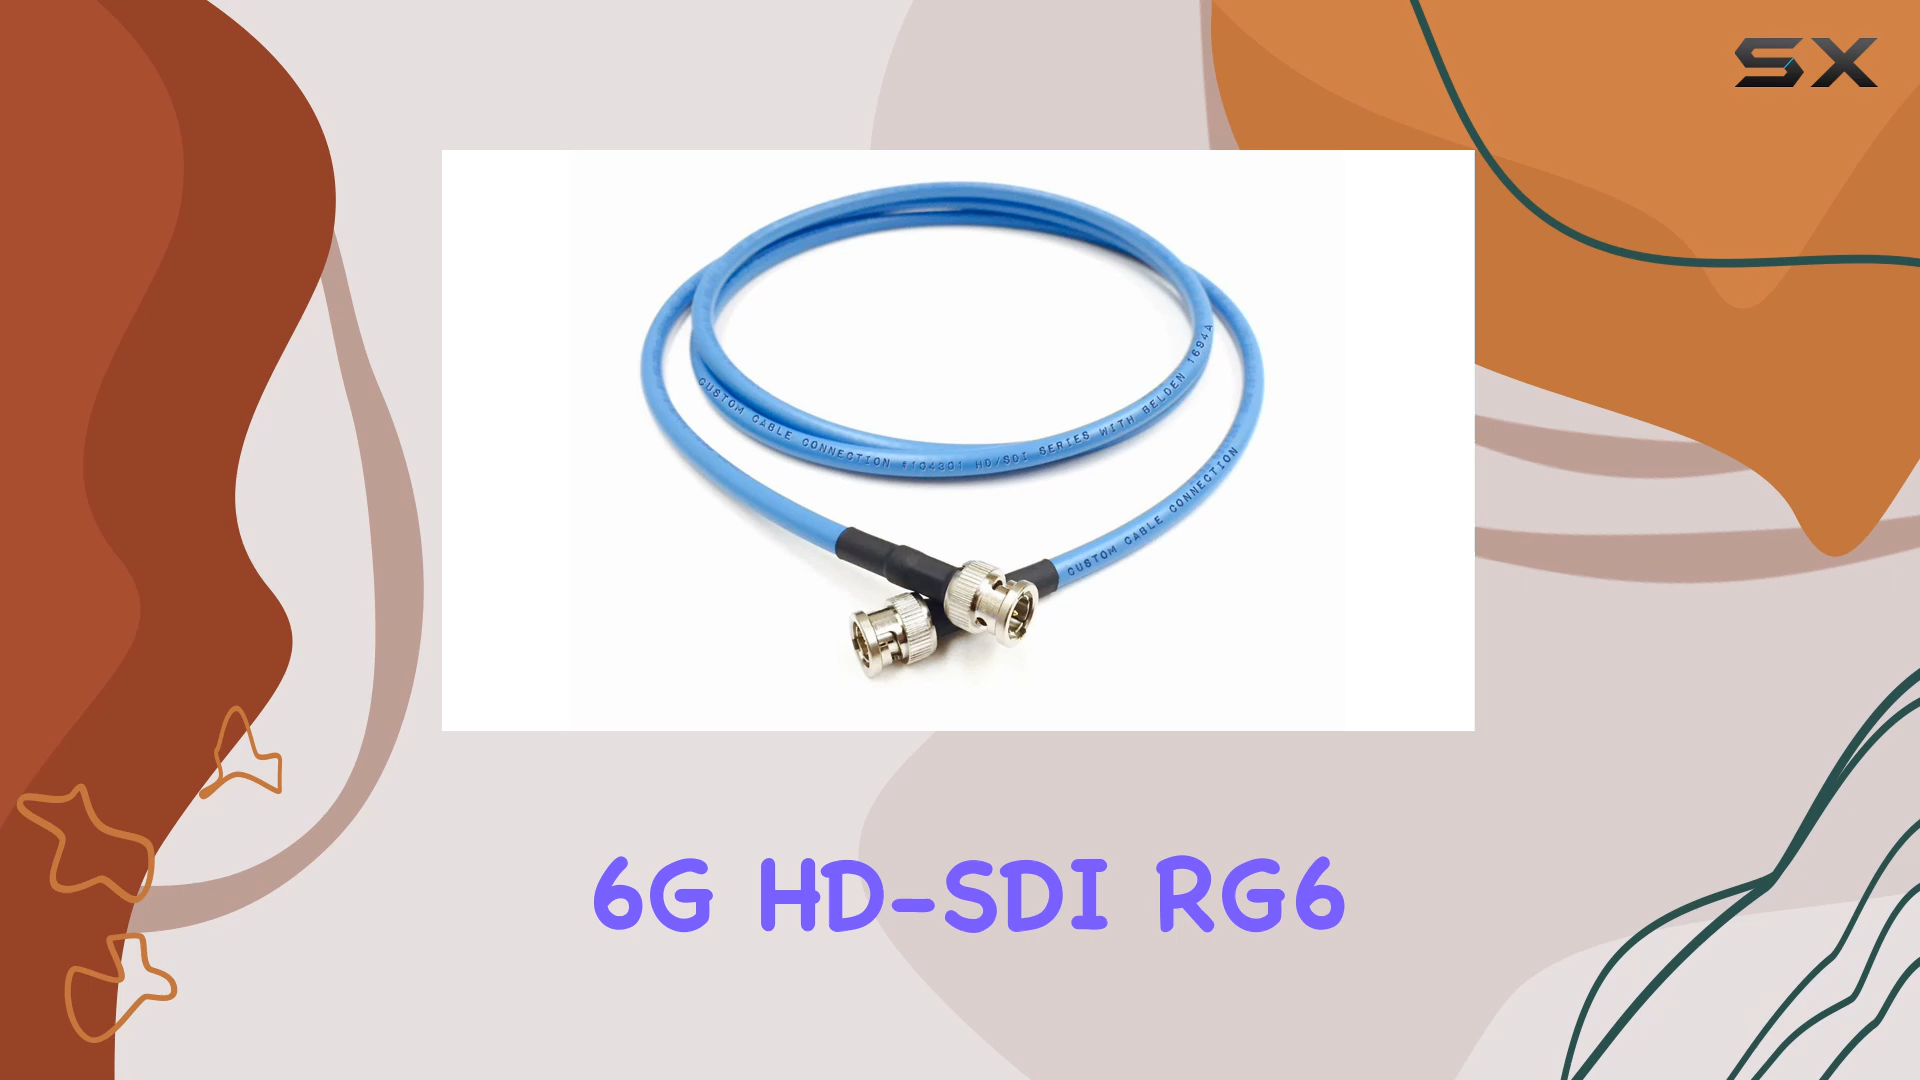 SX
CUSTOM CABLE CONNECTION #104301 HD/SDI SERIES WITH BELDEN 1694A
CUSTOM CABLE CONNECTION
6G HD-SDI RG6